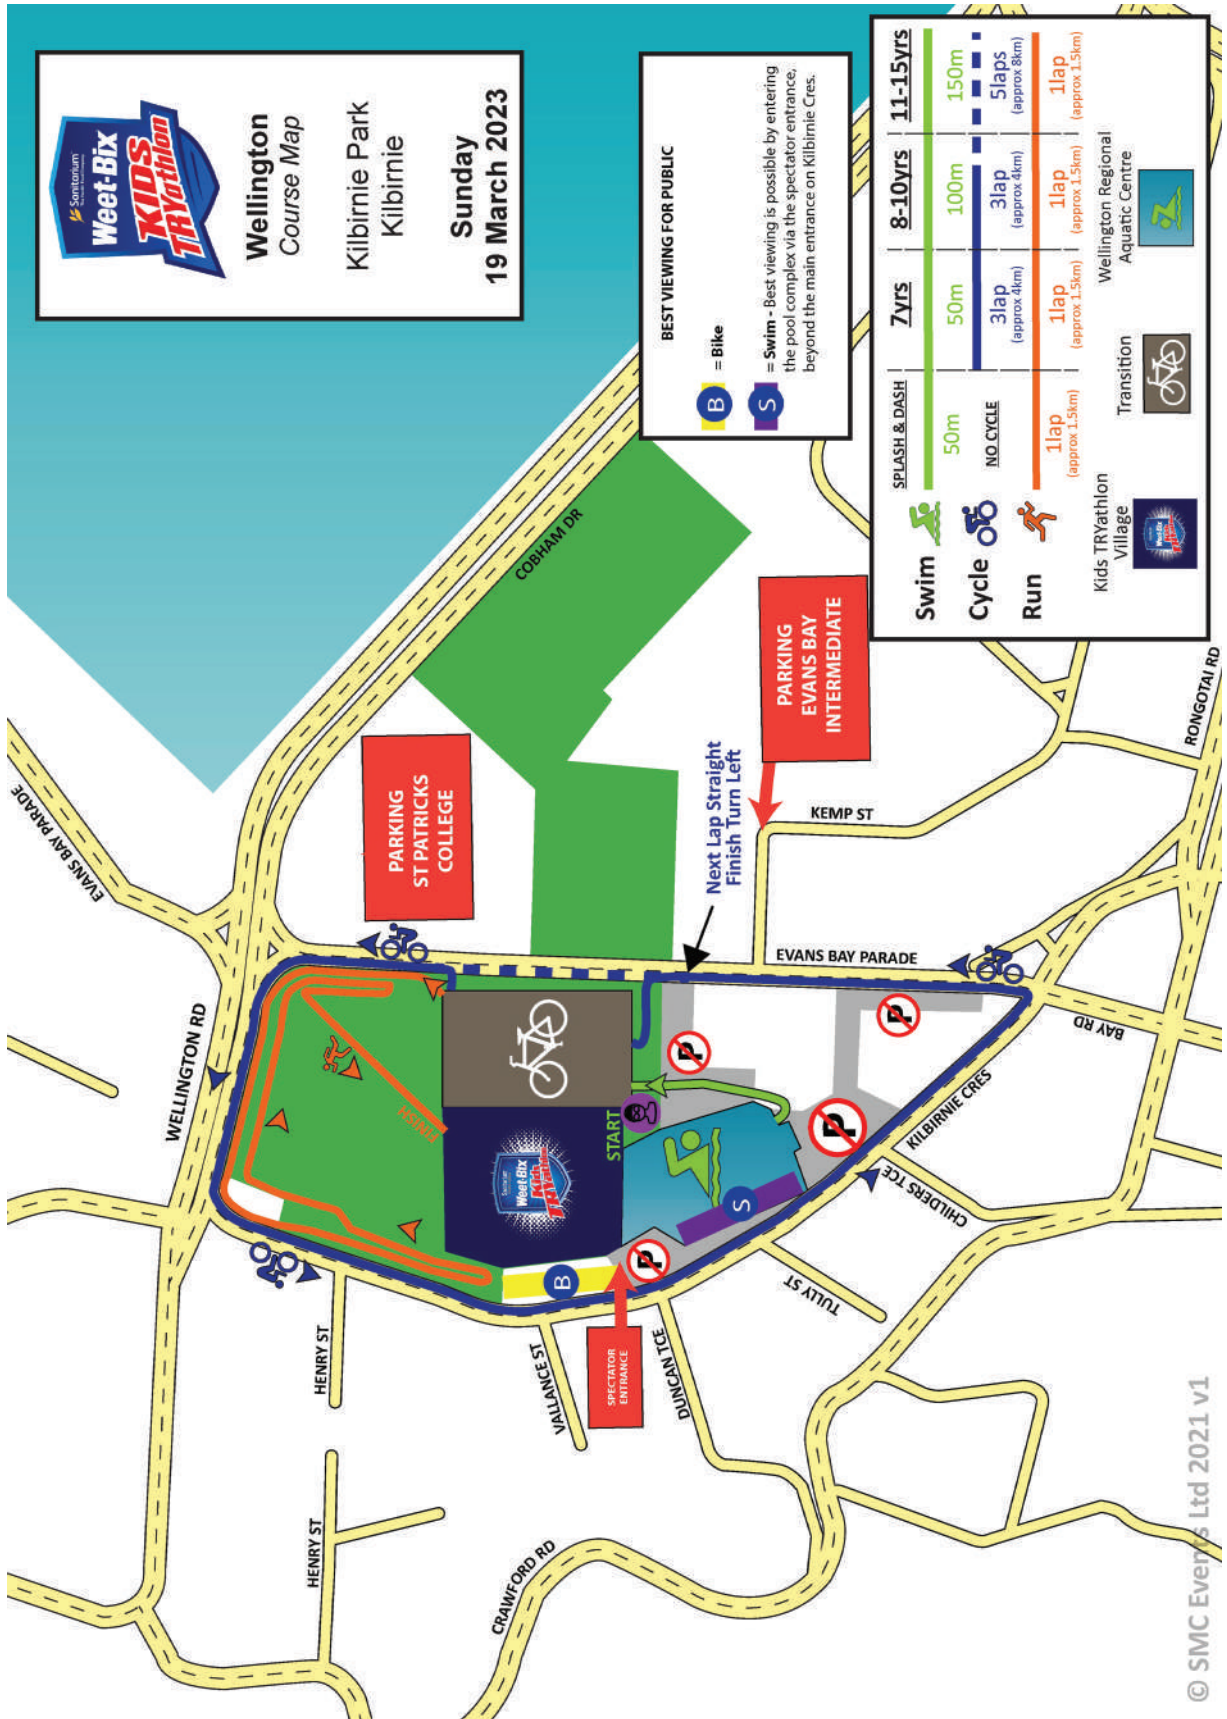 Sanitarium
Weet-Bix
KIDS
TRYathlon
Wellington
Course Map
Kilbirnie Park
Kilbirnie
Sunday
19 March 2023
BEST VIEWING FOR PUBLIC
B = Bike
S = Swim - Best viewing is possible by entering
the pool complex via the spectator entrance,
beyond the main entrance on Kilbirnie Cres.
SPLASH & DASH 7yrs 8-10yrs 11-15yrs
Swim 50m 50m 100m 150m
Cycle NO CYCLE 3lap 3lap 5laps
(approx 4km) (approx 4km) (approx 8km)
Run 1lap 1lap 1lap 1lap
(approx 1.5km) (approx 1.5km) (approx 1.5km) (approx 1.5km)
Kids TRYathlon
Village
Transition
Wellington Regional
Aquatic Centre
EVANS BAY PARADE
COBHAM DR
WELLINGTON RD
PARKING
ST PATRICKS
COLLEGE
PARKING
EVANS BAY
INTERMEDIATE
Next Lap Straight
Finish Turn Left
KEMP ST
RONGOTAI RD
EVANS BAY PARADE
BAY RD
KILBIRNIE CRES
CHILDERS TCE
TULLY ST
DUNCAN TCE
VALLANCE ST
HENRY ST
HENRY ST
CRAWFORD RD
SPECTATOR
ENTRANCE
START
FINISH
Weet-Bix
Kids
TRYathlon
B
S
P
P
P
P
© SMC Events Ltd 2021 v1